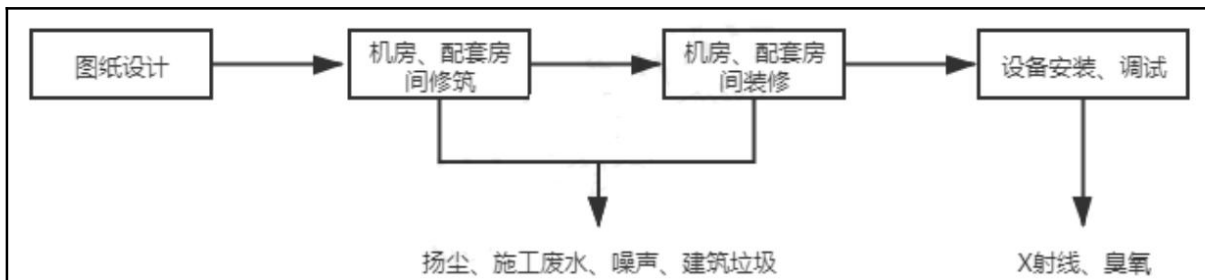 图纸设计
机房、配套房
间修筑
机房、配套房
间装修
设备安装、调试
扬尘、施工废水、噪声、建筑垃圾
X射线、臭氧